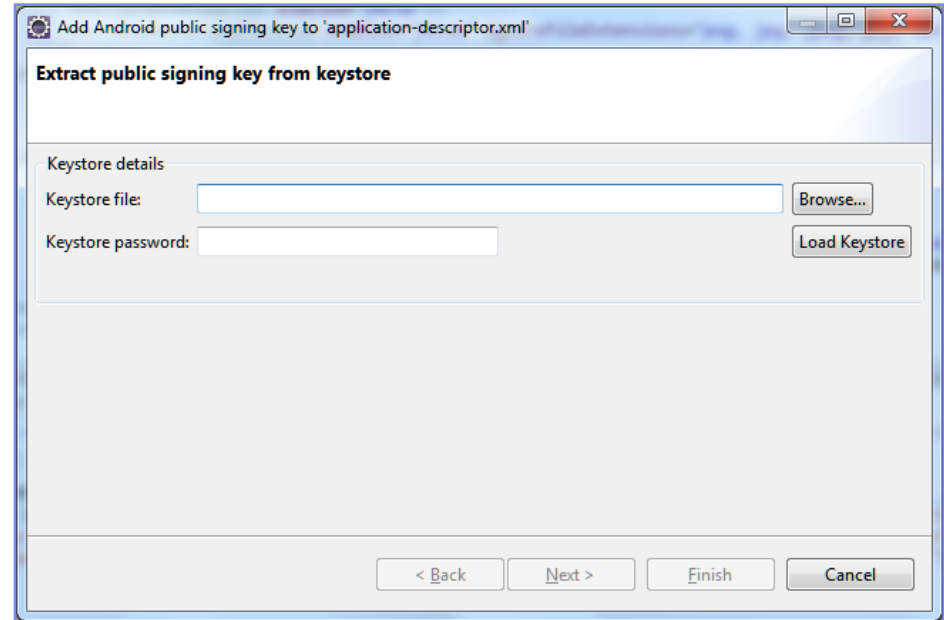 Add Android public signing key to 'application-descriptor.xml'
Extract public signing key from keystore
Keystore details
Keystore file:
Browse...
Keystore password:
Load Keystore
< Back
Next >
Finish
Cancel